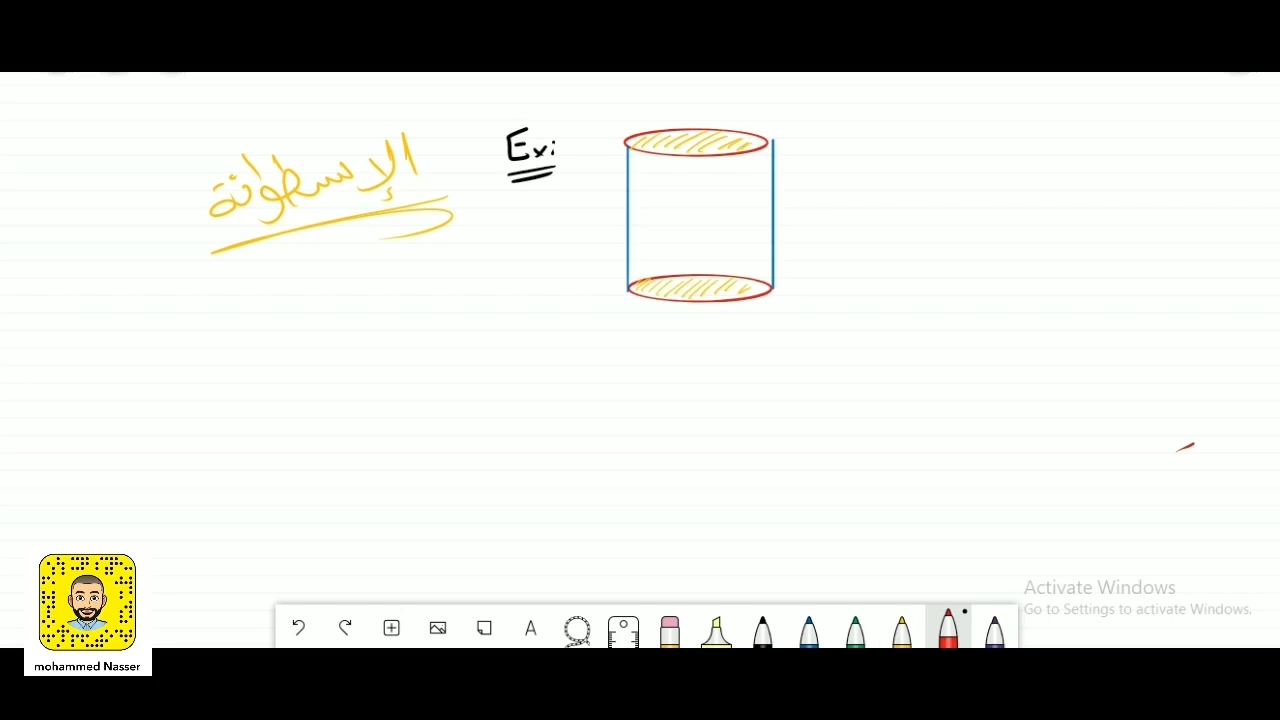 الإسطوانة
Ex:
Activate Windows
Go to Settings to activate Windows.
mohammed Nasser